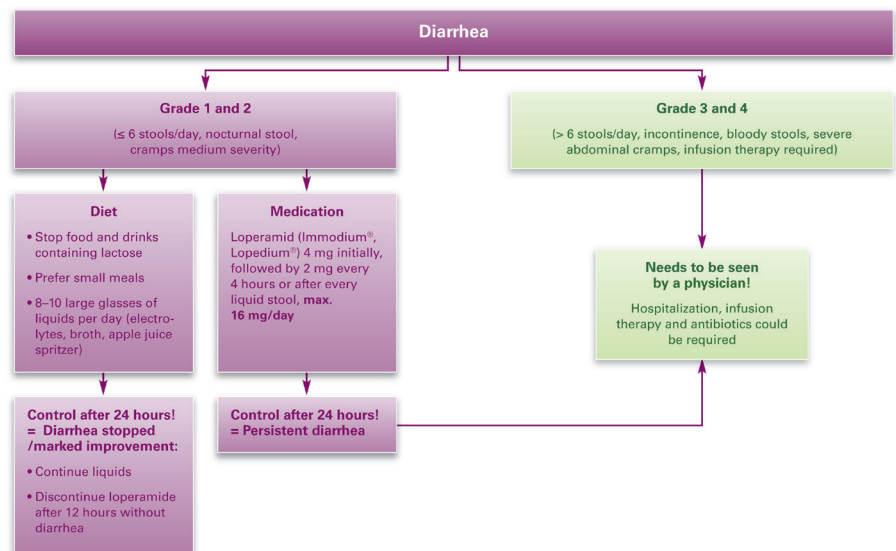 Diarrhea
Grade 1 and 2
(≤ 6 stools/day, nocturnal stool,
cramps medium severity)
Grade 3 and 4
(> 6 stools/day, incontinence, bloody stools, severe
abdominal cramps, infusion therapy required)
Diet
• Stop food and drinks
containing lactose
• Prefer small meals
• 8–10 large glasses of
liquids per day (electro-
lytes, broth, apple juice
spritzer)
Medication
Loperamid (Immodium®,
Lopedium®) 4 mg initially,
followed by 2 mg every
4 hours or after every
liquid stool, max.
16 mg/day
Needs to be seen
by a physician!
Hospitalization, infusion
therapy and antibiotics could
be required
Control after 24 hours!
= Diarrhea stopped
/marked improvement:
• Continue liquids
• Discontinue loperamide
after 12 hours without
diarrhea
Control after 24 hours!
= Persistent diarrhea